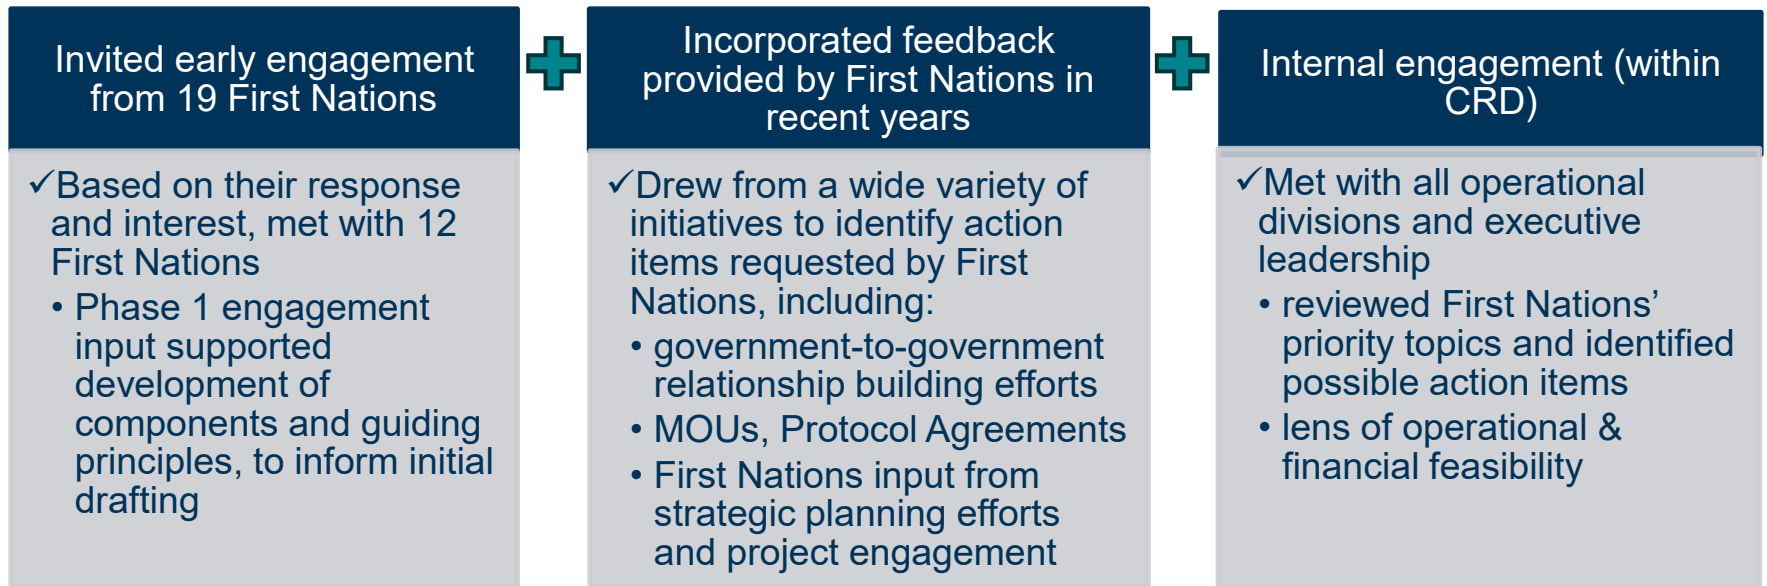 Invited early engagement
from 19 First Nations
✓Based on their response
and interest, met with 12
First Nations
• Phase 1 engagement
input supported
development of
components and guiding
principles, to inform initial
drafting
Incorporated feedback
provided by First Nations in
recent years
✓Drew from a wide variety of
initiatives to identify action
items requested by First
Nations, including:
• government-to-government
relationship building efforts
• MOUs, Protocol Agreements
• First Nations input from
strategic planning efforts
and project engagement
Internal engagement (within
CRD)
✓Met with all operational
divisions and executive
leadership
• reviewed First Nations’
priority topics and identified
possible action items
• lens of operational &
financial feasibility